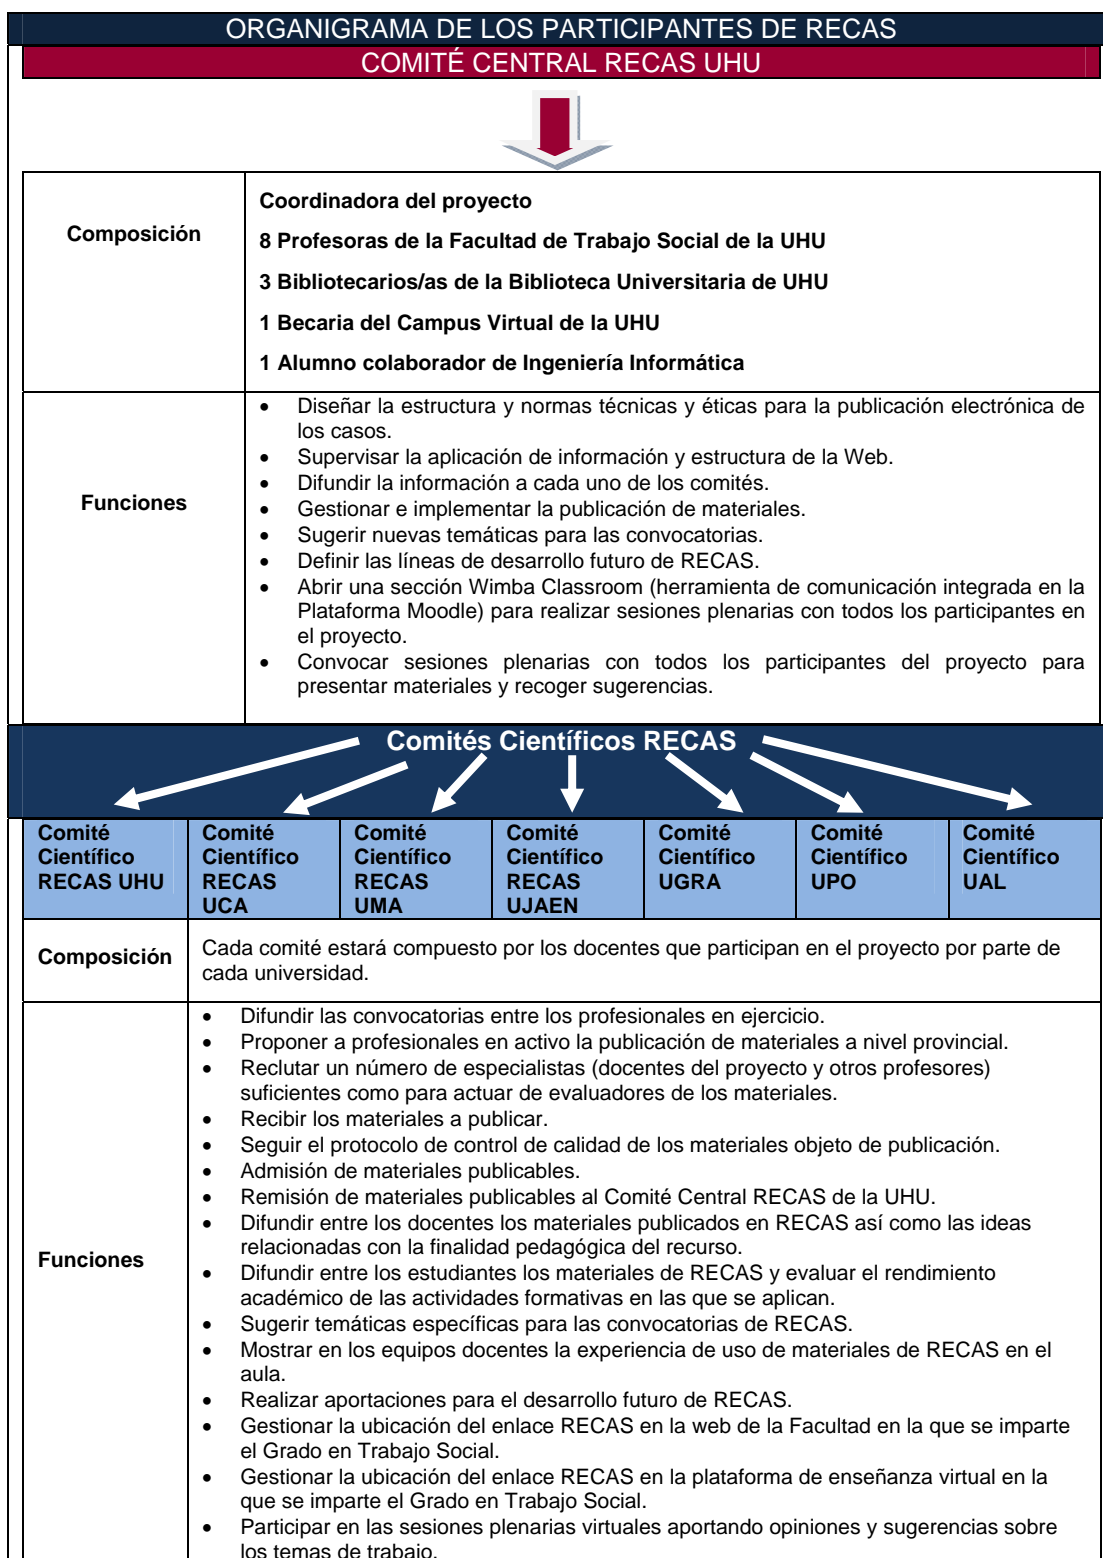 ORGANIGRAMA DE LOS PARTICIPANTES DE RECAS
COMITÉ CENTRAL RECAS UHU
Composición
Coordinadora del proyecto
8 Profesoras de la Facultad de Trabajo Social de la UHU
3 Bibliotecarios/as de la Biblioteca Universitaria de UHU
1 Becaria del Campus Virtual de la UHU
1 Alumno colaborador de Ingeniería Informática
Funciones
• Diseñar la estructura y normas técnicas y éticas para la publicación electrónica de
los casos.
• Supervisar la aplicación de información y estructura de la Web.
• Difundir la información a cada uno de los comités.
• Gestionar e implementar la publicación de materiales.
• Sugerir nuevas temáticas para las convocatorias.
• Definir las líneas de desarrollo futuro de RECAS.
• Abrir una sección Wimba Classroom (herramienta de comunicación integrada en la
Plataforma Moodle) para realizar sesiones plenarias con todos los participantes en
el proyecto.
• Convocar sesiones plenarias con todos los participantes del proyecto para
presentar materiales y recoger sugerencias.
Comités Científicos RECAS
Comité
Científico
RECAS UHU
Comité
Científico
RECAS
UCA
Comité
Científico
RECAS
UMA
Comité
Científico
RECAS
UJAEN
Comité
Científico
UGRA
Comité
Científico
UPO
Comité
Científico
UAL
Composición
Cada comité estará compuesto por los docentes que participan en el proyecto por parte de
cada universidad.
Funciones
• Difundir las convocatorias entre los profesionales en ejercicio.
• Proponer a profesionales en activo la publicación de materiales a nivel provincial.
• Reclutar un número de especialistas (docentes del proyecto y otros profesores)
suficientes como para actuar de evaluadores de los materiales.
• Recibir los materiales a publicar.
• Seguir el protocolo de control de calidad de los materiales objeto de publicación.
• Admisión de materiales publicables.
• Remisión de materiales publicables al Comité Central RECAS de la UHU.
• Difundir entre los docentes los materiales publicados en RECAS así como las ideas
relacionadas con la finalidad pedagógica del recurso.
• Difundir entre los estudiantes los materiales de RECAS y evaluar el rendimiento
académico de las actividades formativas en las que se aplican.
• Sugerir temáticas específicas para las convocatorias de RECAS.
• Mostrar en los equipos docentes la experiencia de uso de materiales de RECAS en el
aula.
• Realizar aportaciones para el desarrollo futuro de RECAS.
• Gestionar la ubicación del enlace RECAS en la web de la Facultad en la que se imparte
el Grado en Trabajo Social.
• Gestionar la ubicación del enlace RECAS en la plataforma de enseñanza virtual en la
que se imparte el Grado en Trabajo Social.
• Participar en las sesiones plenarias virtuales aportando opiniones y sugerencias sobre
los temas de trabajo.